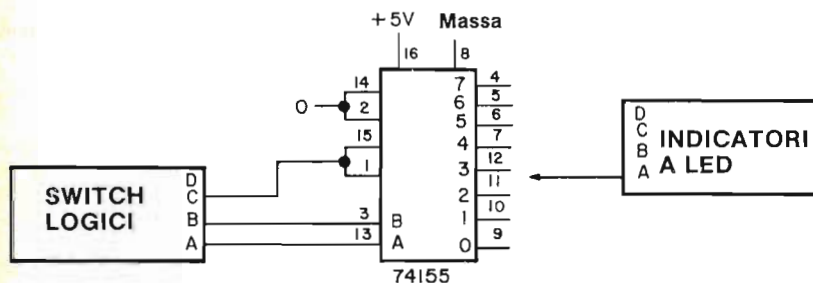 +5V Massa
16 8
14
0 2
15
1
3 B
13 A
7 4
6 5
5 6
4 7
3 12
2 11
1 10
0 9
74155
SWITCH
LOGICI
D
C
B
A
D
C
B
A
INDICATORI
A LED